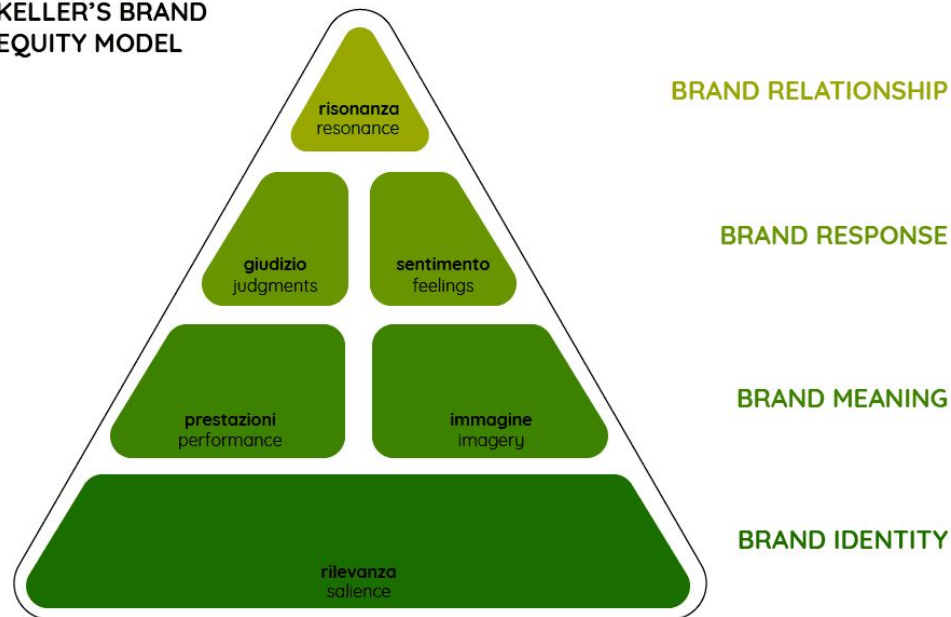 KELLER’S BRAND
EQUITY MODEL
risonanza
resonance
BRAND RELATIONSHIP
giudizio
judgments
sentimento
feelings
BRAND RESPONSE
prestazioni
performance
immagine
imagery
BRAND MEANING
rilevanza
salience
BRAND IDENTITY